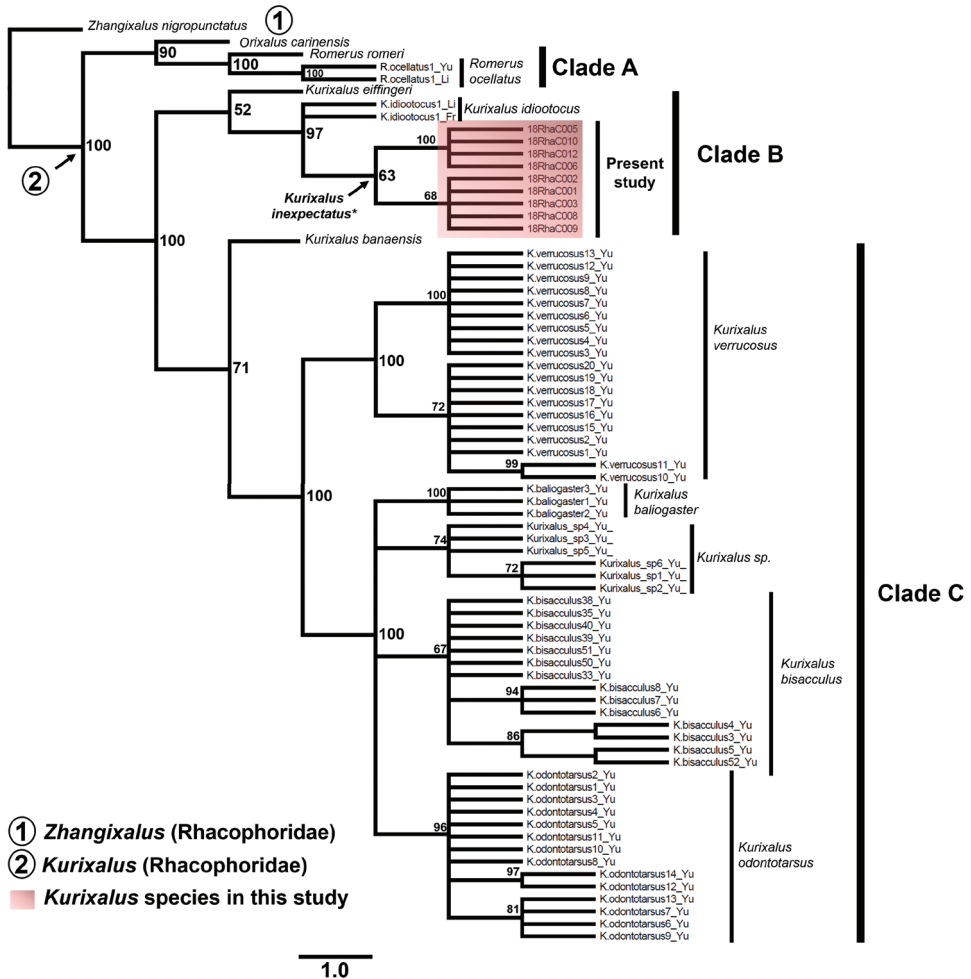 Zhangixalus nigropunctatus
1
Orixalus carinensis
90
Romerus romeri
100
R.ocellatus1_Yu
100
R.ocellatus1_Li
Romerus
ocellatus
Clade A
Kurixalus eiffingeri
52
K.idiootocus1_Li
K.idiootocus1_Fr
Kurixalus idiootocus
97
100
2
100
18RhaC005
18RhaC010
18RhaC012
18RhaC006
63
68
18RhaC002
18RhaC001
18RhaC003
18RhaC008
18RhaC009
Kurixalus
inexpectatus*
Present
study
Clade B
100
Kurixalus banaensis
71
K.verrucosus13_Yu
K.verrucosus12_Yu
K.verrucosus9_Yu
K.verrucosus8_Yu
100
K.verrucosus7_Yu
K.verrucosus6_Yu
K.verrucosus5_Yu
K.verrucosus4_Yu
K.verrucosus3_Yu
100
K.verrucosus20_Yu
K.verrucosus19_Yu
K.verrucosus18_Yu
K.verrucosus17_Yu
72
K.verrucosus16_Yu
K.verrucosus15_Yu
K.verrucosus2_Yu
K.verrucosus1_Yu
99
K.verrucosus11_Yu
K.verrucosus10_Yu
Kurixalus
verrucosus
100
100
K.baliogaster3_Yu
K.baliogaster1_Yu
K.baliogaster2_Yu
Kurixalus
baliogaster
Kurixalus_sp4_Yu_
74
Kurixalus_sp3_Yu_
Kurixalus_sp5_Yu_
72
Kurixalus_sp6_Yu_
Kurixalus_sp1_Yu_
Kurixalus_sp2_Yu_
Kurixalus sp.
Clade C
100
K.bisacculus38_Yu
K.bisacculus35_Yu
K.bisacculus40_Yu
K.bisacculus39_Yu
67
K.bisacculus51_Yu
K.bisacculus50_Yu
K.bisacculus33_Yu
94
K.bisacculus8_Yu
K.bisacculus7_Yu
K.bisacculus6_Yu
86
K.bisacculus4_Yu
K.bisacculus3_Yu
K.bisacculus5_Yu
K.bisacculus52_Yu
Kurixalus
bisacculus
K.odontotarsus2_Yu
K.odontotarsus1_Yu
K.odontotarsus3_Yu
K.odontotarsus4_Yu
96
K.odontotarsus5_Yu
K.odontotarsus11_Yu
K.odontotarsus10_Yu
K.odontotarsus8_Yu
97
K.odontotarsus14_Yu
K.odontotarsus12_Yu
81
K.odontotarsus13_Yu
K.odontotarsus7_Yu
K.odontotarsus6_Yu
K.odontotarsus9_Yu
Kurixalus
odontotarsus
1 Zhangixalus (Rhacophoridae)
2 Kurixalus (Rhacophoridae)
Kurixalus species in this study
1.0